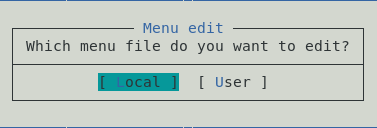 Menu edit
Which menu file do you want to edit?
[ Local ] [ User ]